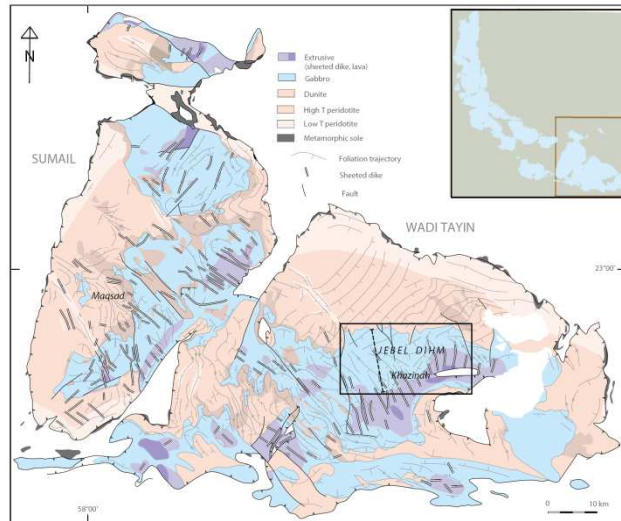 N
Extrusive
(sheeted dike, lava)
Gabbro
Dunite
High T peridotite
Low T peridotite
Metamorphic sole
Foliation trajectory
Sheeted dike
Fault
SUMAIL
WADI TAYIN
23°00'
Maqsad
JEBEL DIHM
Khazinah
58°00'
0 10 km